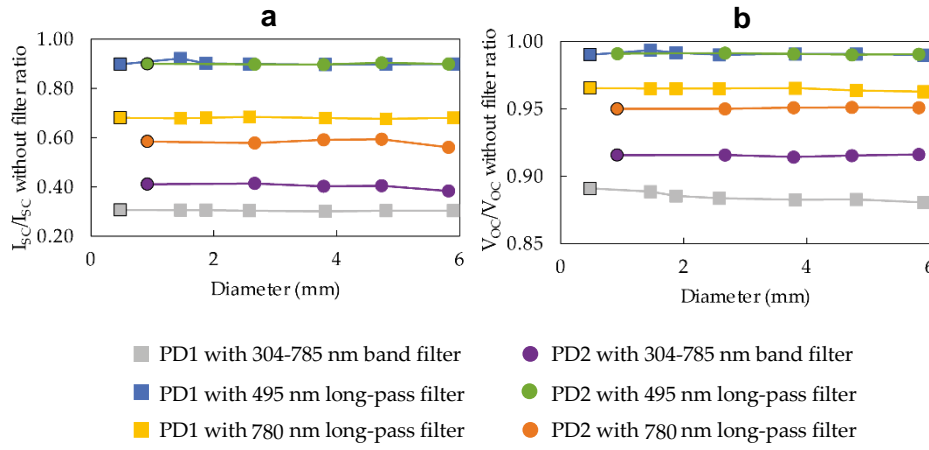 a
1.00
0.80
0.60
0.40
0.20
0
2
4
6
I_SC/I_SC without filter ratio
Diameter (mm)
b
1.00
0.95
0.90
0.85
0
2
4
6
V_OC/V_OC without filter ratio
Diameter (mm)
PD1 with 304-785 nm band filter
PD2 with 304-785 nm band filter
PD1 with 495 nm long-pass filter
PD2 with 495 nm long-pass filter
PD1 with 780 nm long-pass filter
PD2 with 780 nm long-pass filter